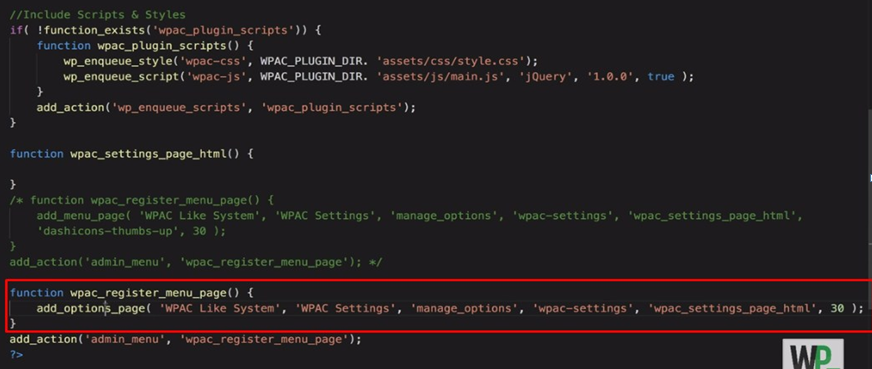 //Include Scripts & Styles
if( !function_exists('wpac_plugin_scripts')) {
function wpac_plugin_scripts() {
wp_enqueue_style('wpac-css', WPAC_PLUGIN_DIR. 'assets/css/style.css');
wp_enqueue_script('wpac-js', WPAC_PLUGIN_DIR. 'assets/js/main.js', 'jQuery', '1.0.0', true );
}
add_action('wp_enqueue_scripts', 'wpac_plugin_scripts');
}
function wpac_settings_page_html() {
}
/* function wpac_register_menu_page() {
add_menu_page( 'WPAC Like System', 'WPAC Settings', 'manage_options', 'wpac-settings', 'wpac_settings_page_html',
'dashicons-thumbs-up', 30 );
}
add_action('admin_menu', 'wpac_register_menu_page'); */
function wpac_register_menu_page() {
add_options_page( 'WPAC Like System', 'WPAC Settings', 'manage_options', 'wpac-settings', 'wpac_settings_page_html', 30 );
}
add_action('admin_menu', 'wpac_register_menu_page');
?>
WP_